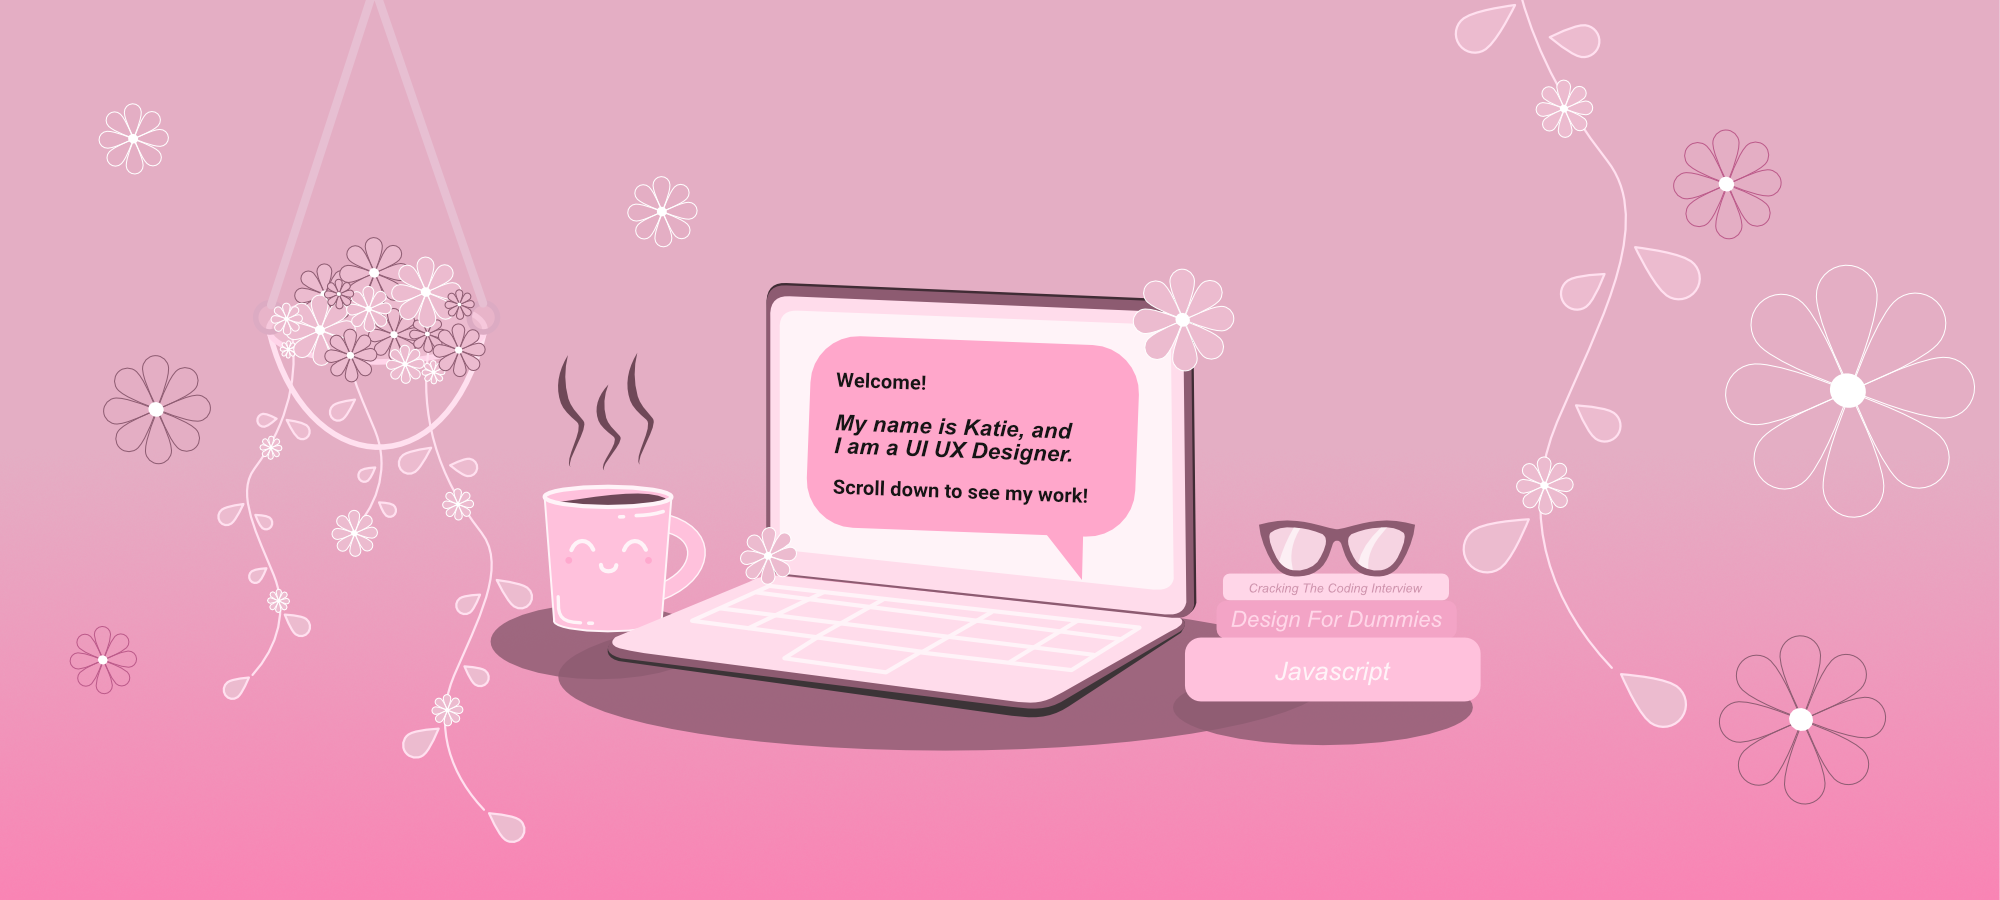 Welcome!
My name is Katie, and
I am a UI UX Designer.
Scroll down to see my work!
Cracking The Coding Interview
Design For Dummies
Javascript